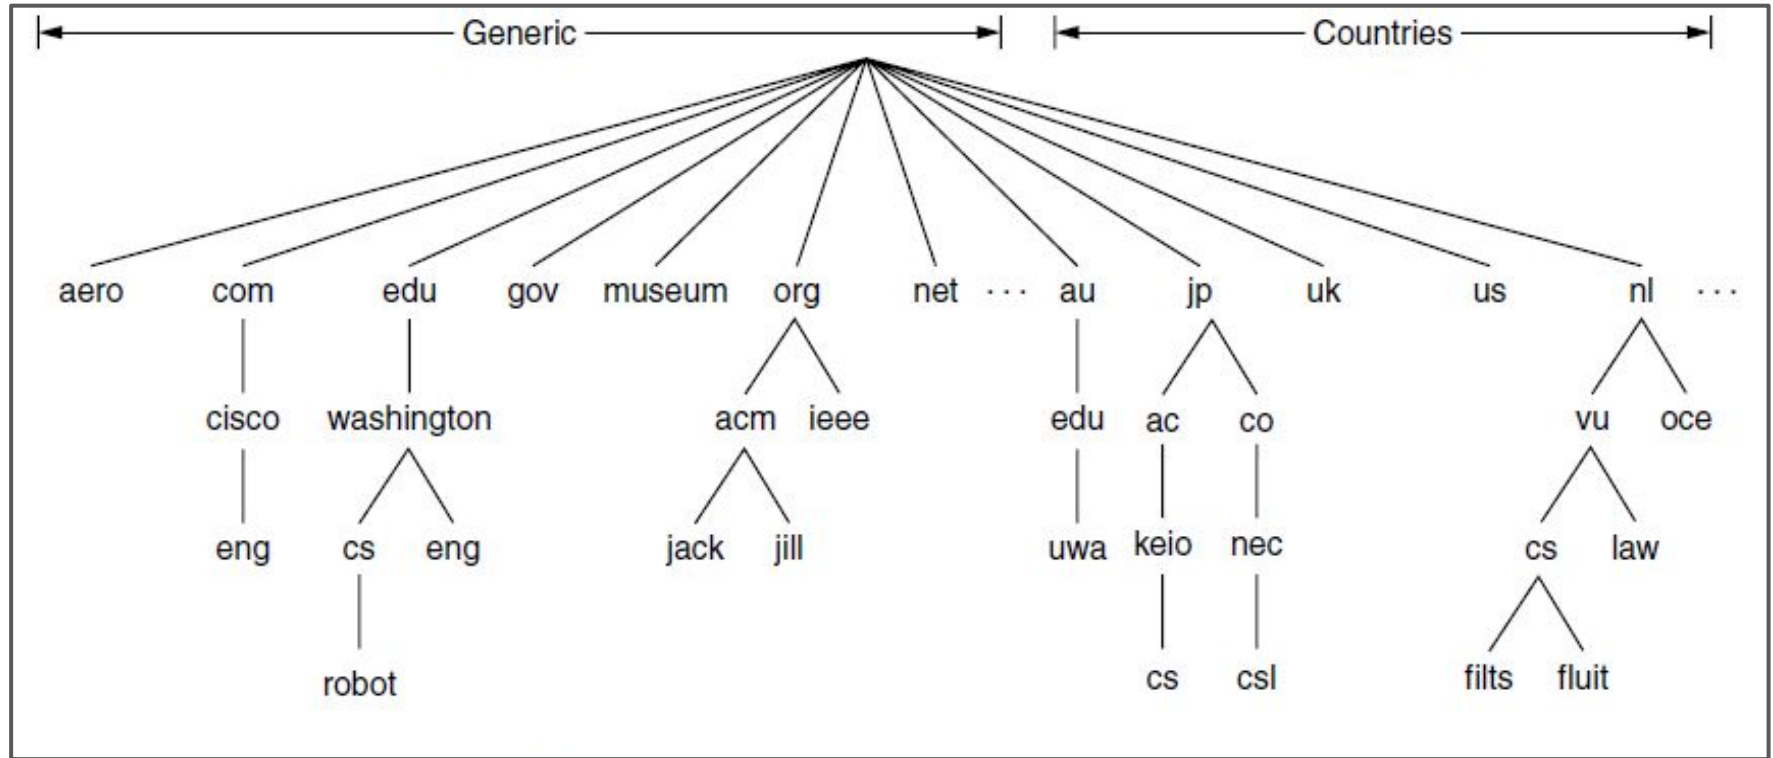 Generic Countries
aero com edu gov museum org net ··· au jp uk us nl ···
cisco washington acm ieee edu ac co vu oce
eng cs eng jack jill uwa keio nec cs law
robot cs csl filts fluit